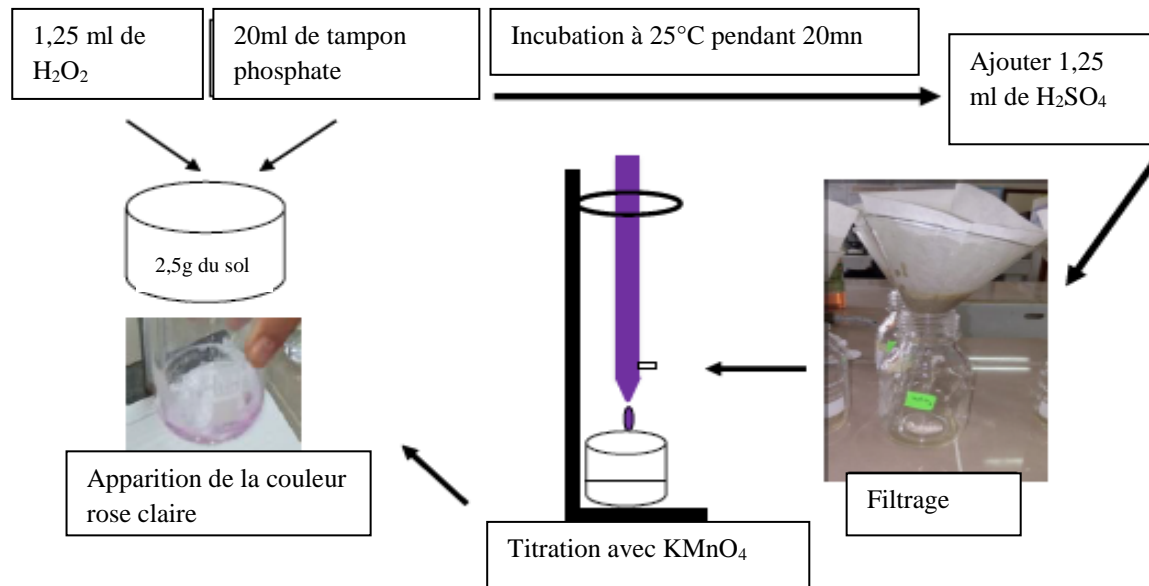 1,25 ml de
H₂O₂
20ml de tampon
phosphate
Incubation à 25°C pendant 20mn
Ajouter 1,25
ml de H₂SO₄
2,5g du sol
Filtrage
Titration avec KMnO₄
Apparition de la couleur
rose claire